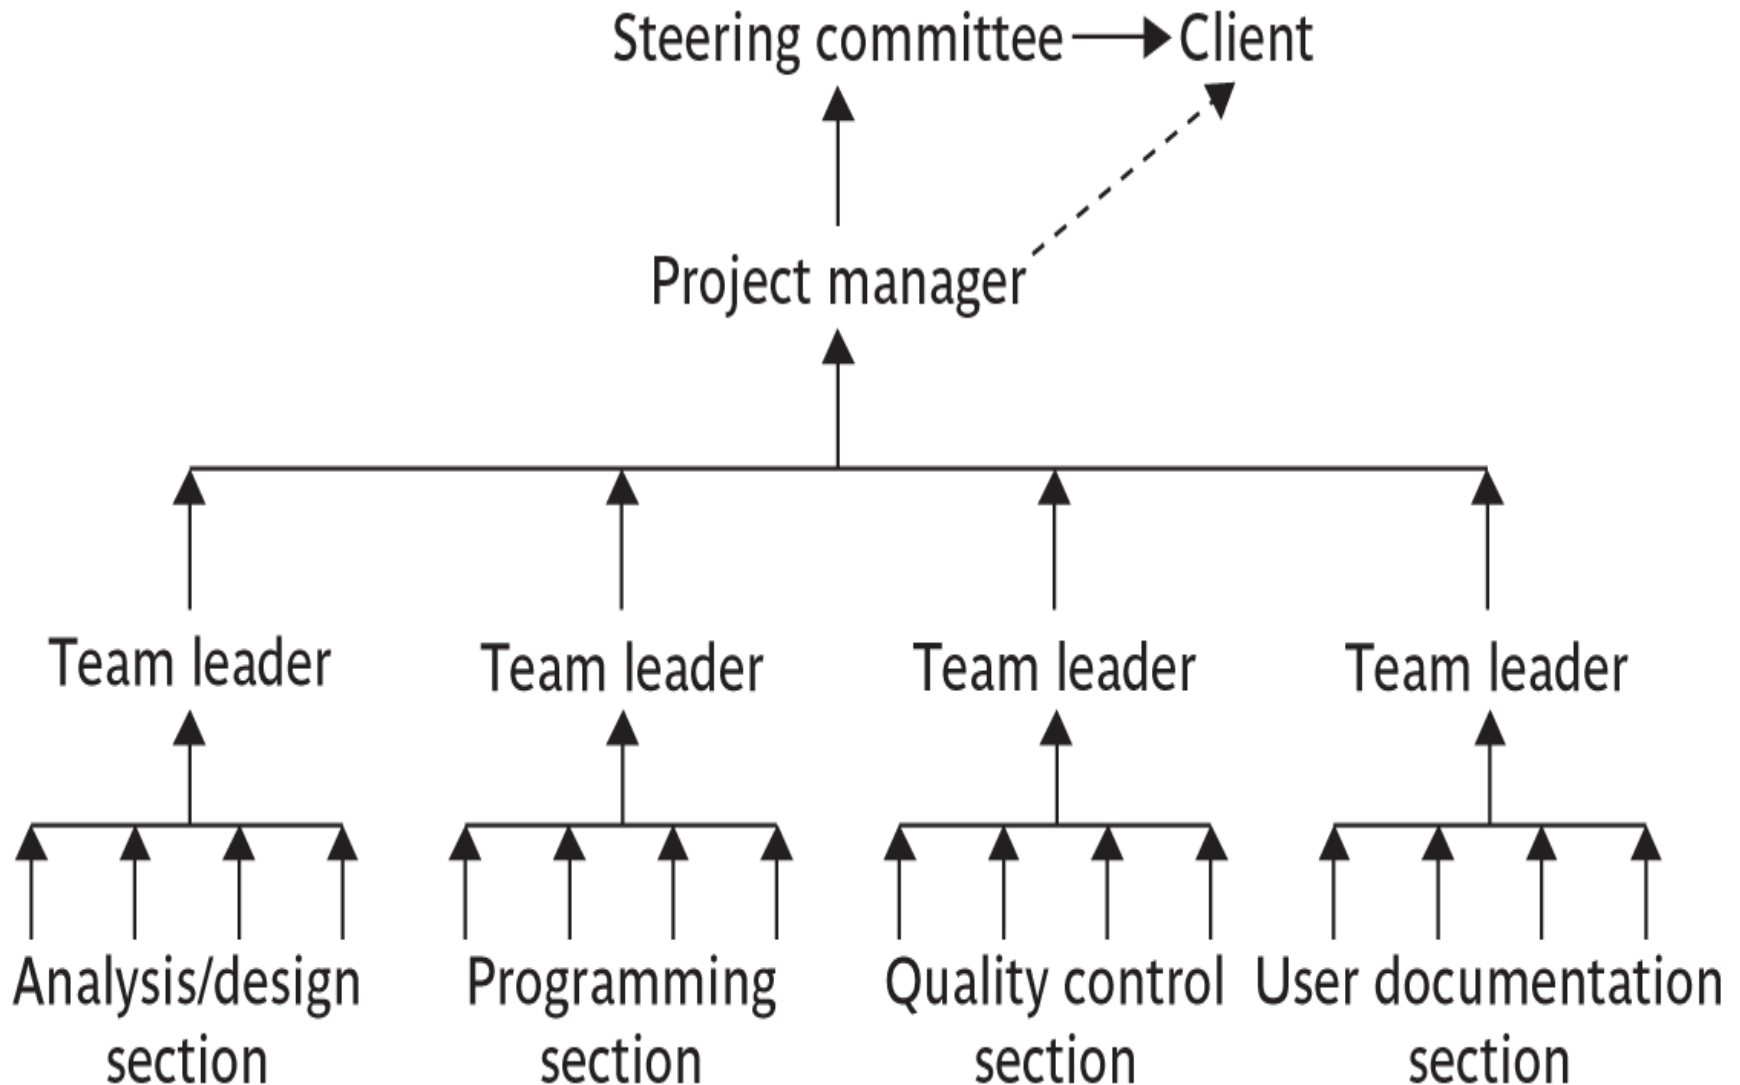 Steering committee Client
Project manager
Team leader Team leader Team leader Team leader
Analysis/design Programming Quality control User documentation
section section section section